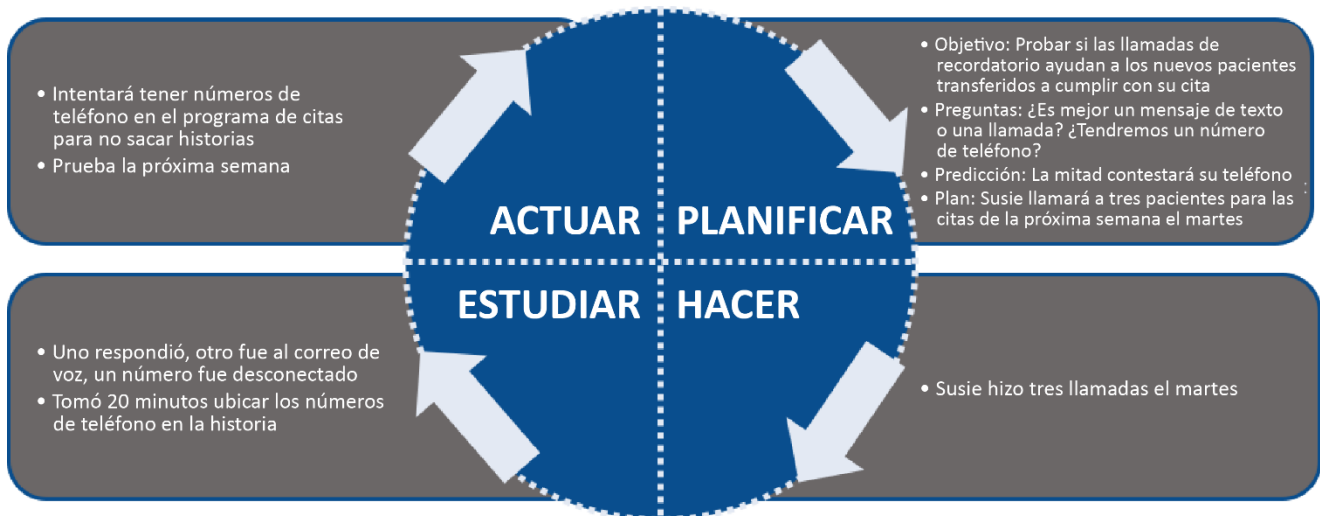 • Intentará tener números de
teléfono en el programa de citas
para no sacar historias
• Prueba la próxima semana
• Objetivo: Probar si las llamadas de
recordatorio ayudan a los nuevos pacientes
transferidos a cumplir con su cita
• Preguntas: ¿Es mejor un mensaje de texto
o una llamada? ¿Tendremos un número
de teléfono?
• Predicción: La mitad contestará su teléfono
• Plan: Susie llamará a tres pacientes para las
citas de la próxima semana el martes
:
ACTUAR
PLANIFICAR
ESTUDIAR
HACER
• Uno respondió, otro fue al correo de
voz, un número fue desconectado
• Tomó 20 minutos ubicar los números
de teléfono en la historia
• Susie hizo tres llamadas el martes